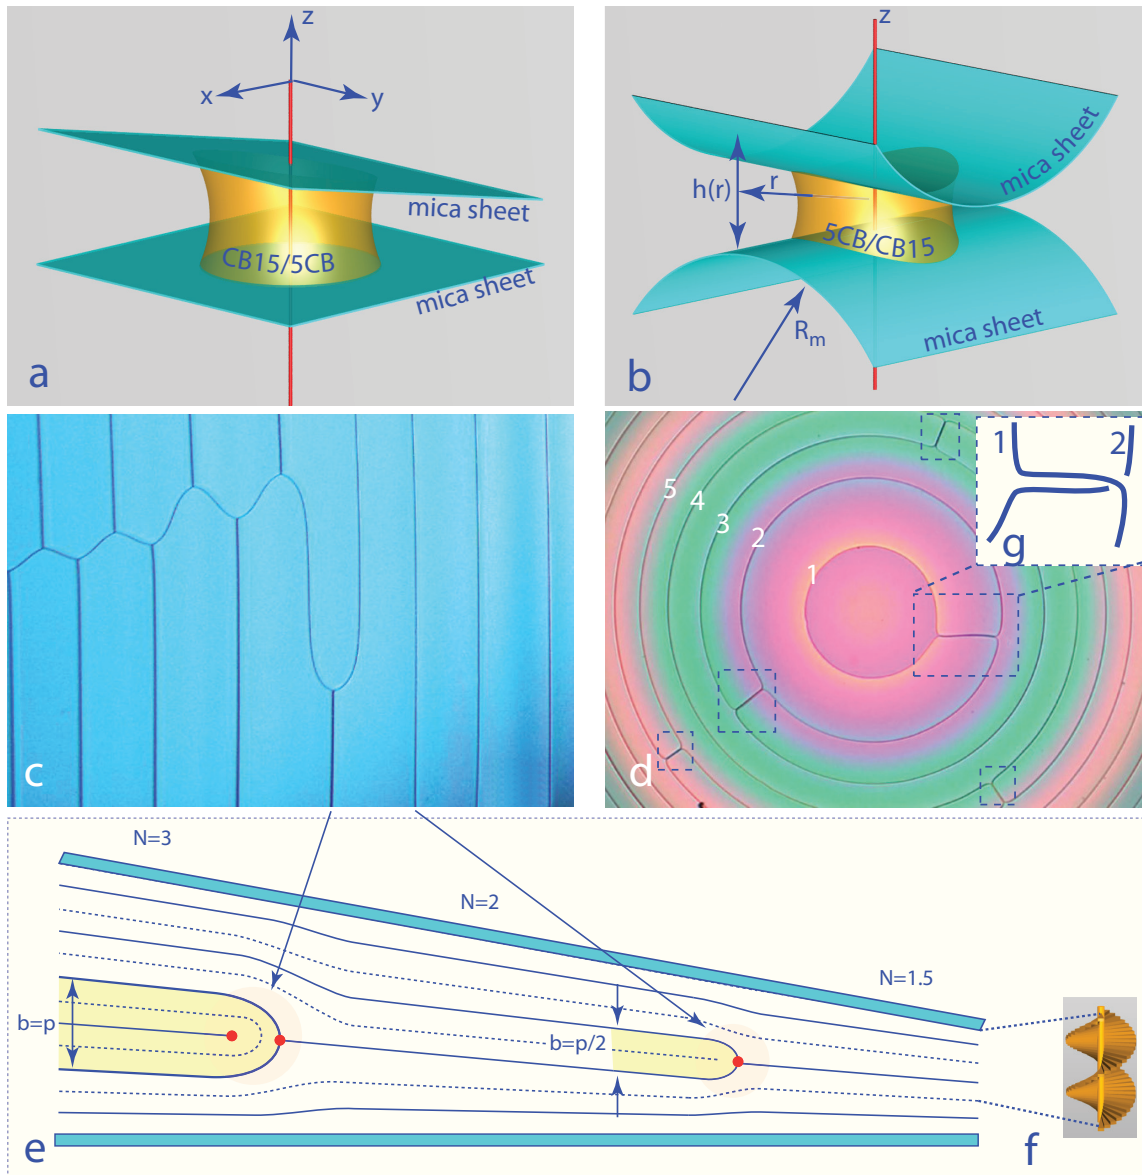 z
x
y
mica sheet
CB15/5CB
mica sheet
a
z
mica sheet
h(r)
r
5CB/CB15
mica sheet
R_m
b
c
1
2
g
5
4
3
2
1
d
N=3
N=2
N=1.5
b=p
b=p/2
e
f